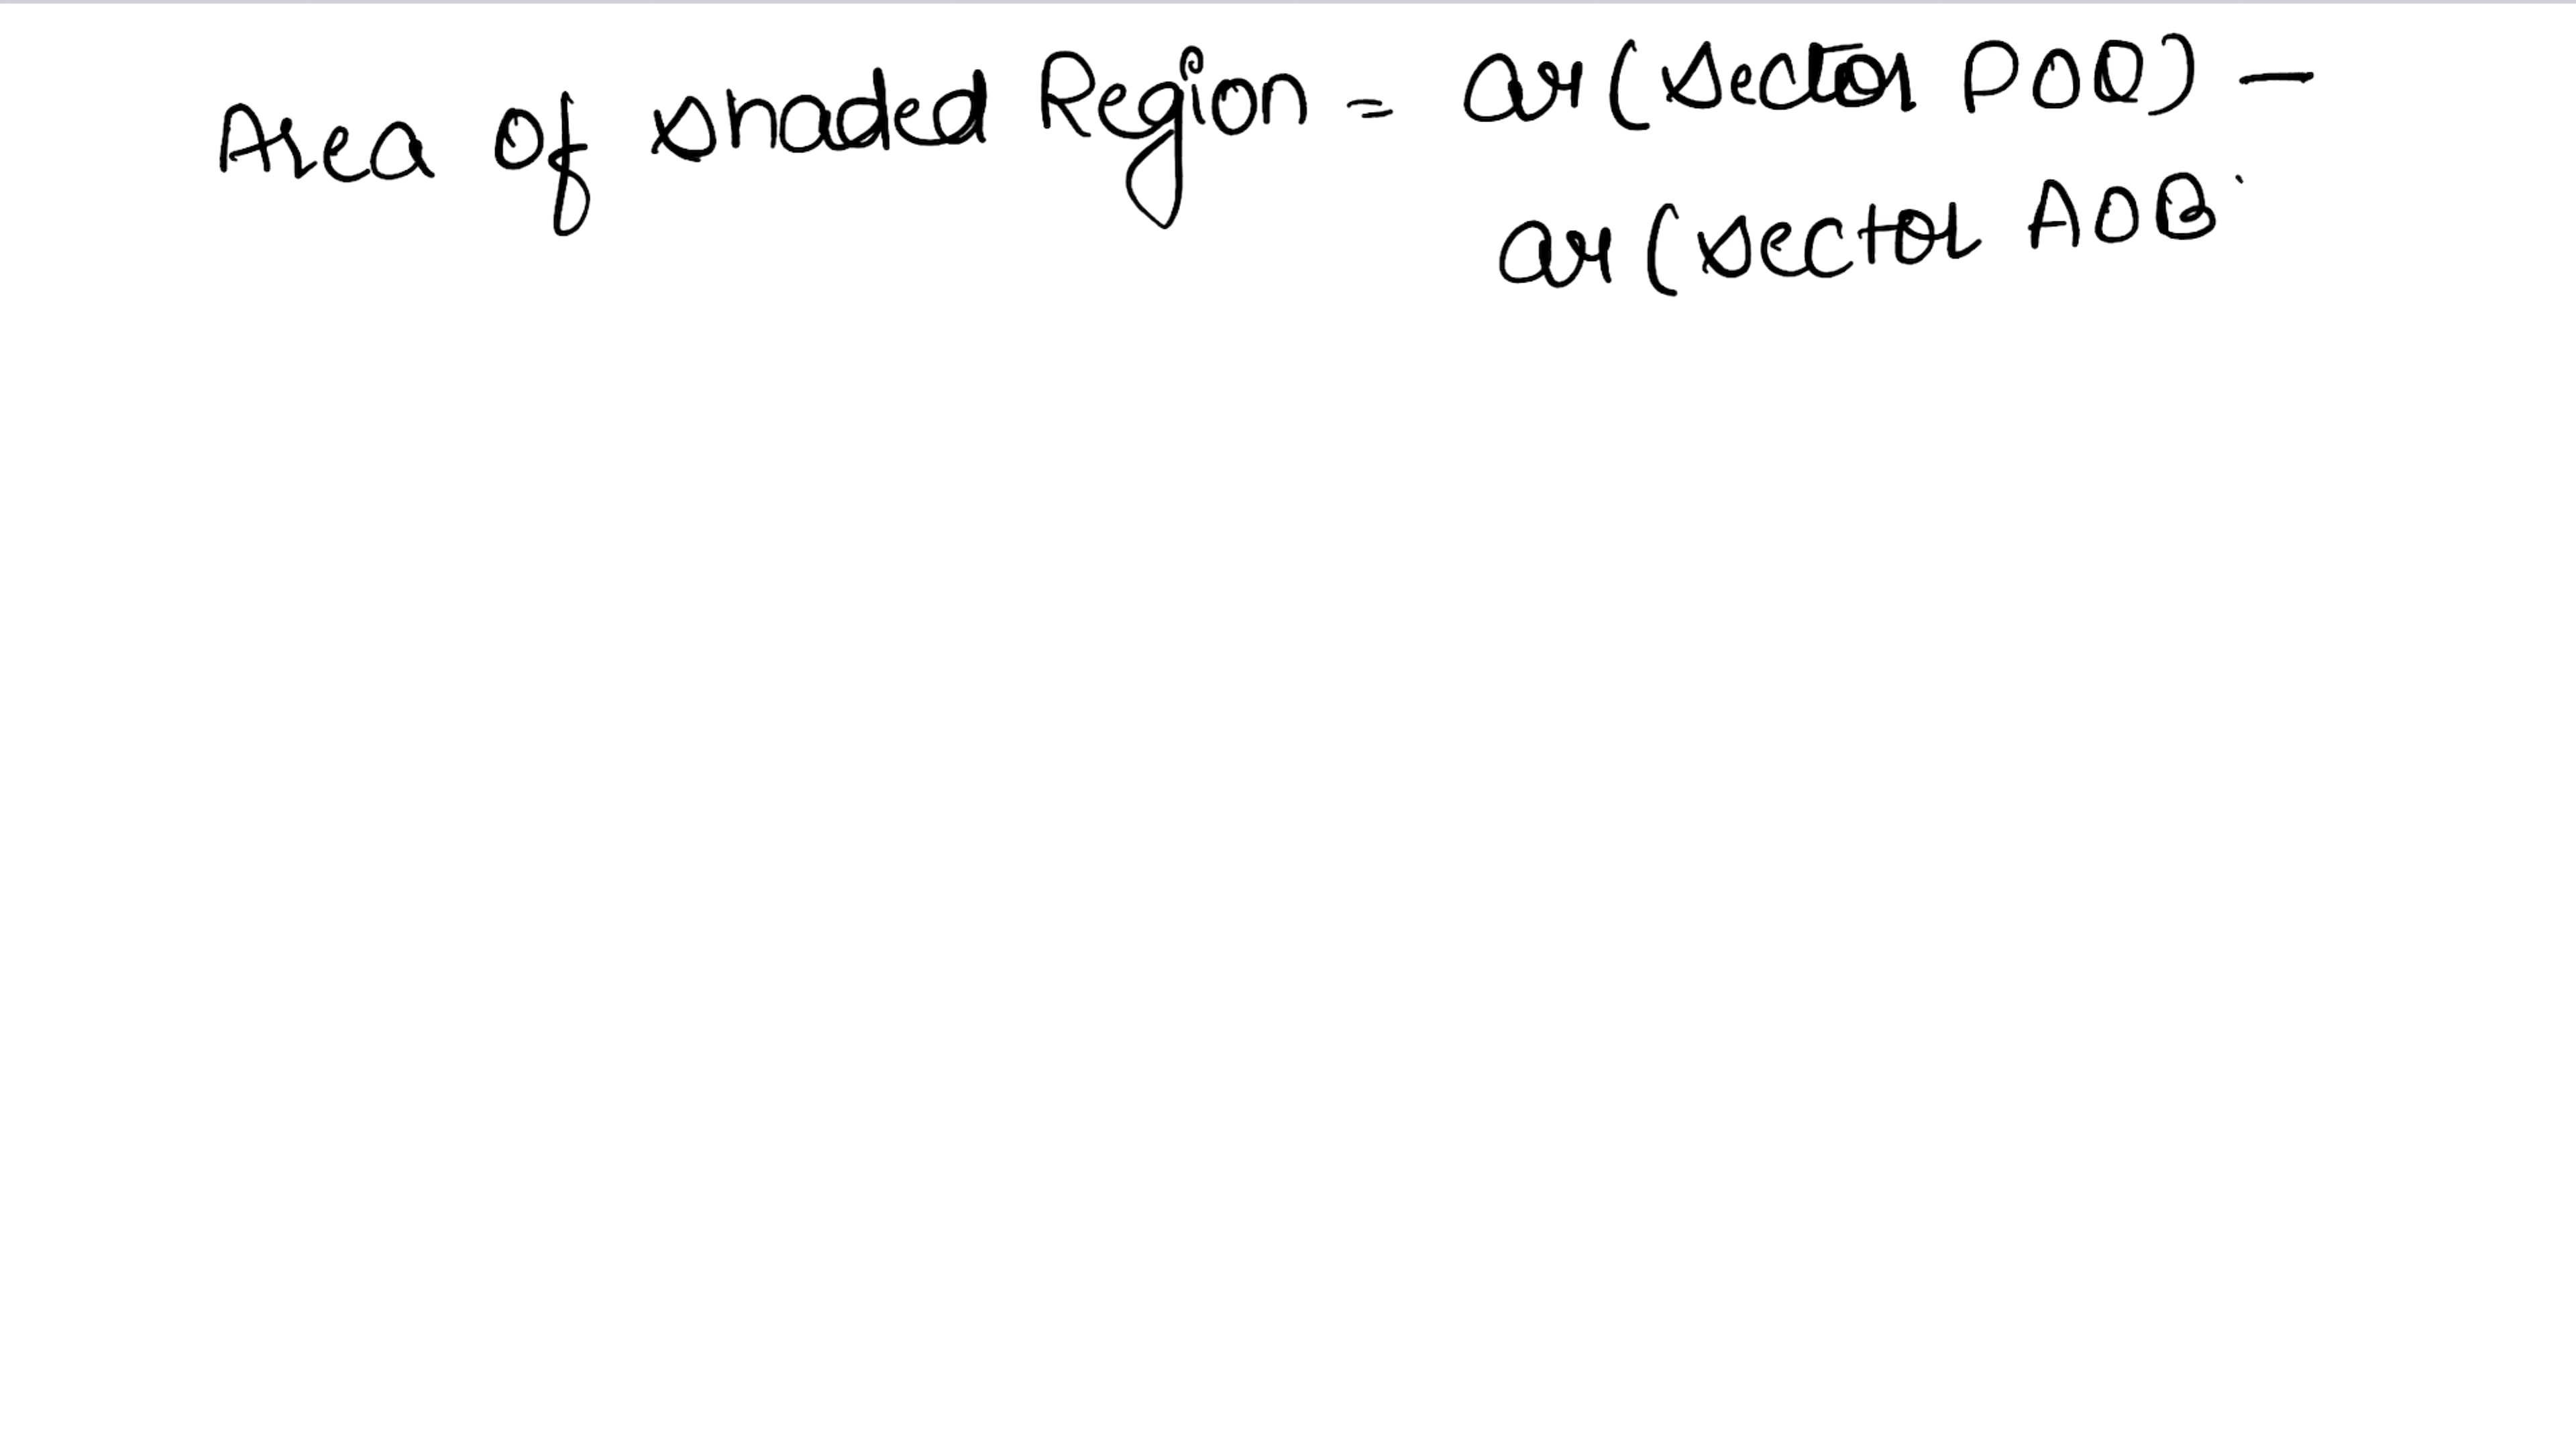 Area of shaded Region = ar (sector POQ) -
ar (sector AOB